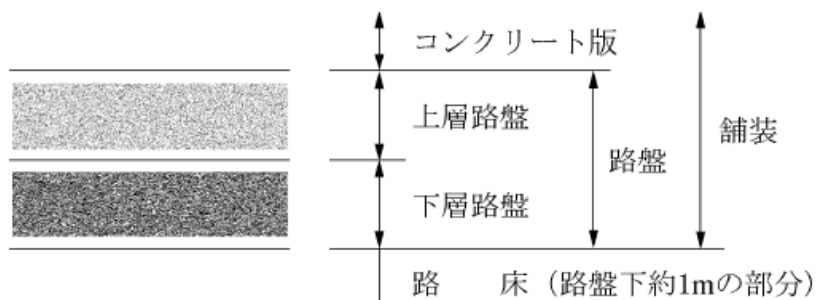 コンクリート版
上層路盤
舗装
路盤
下層路盤
路　　床（路盤下約1mの部分）